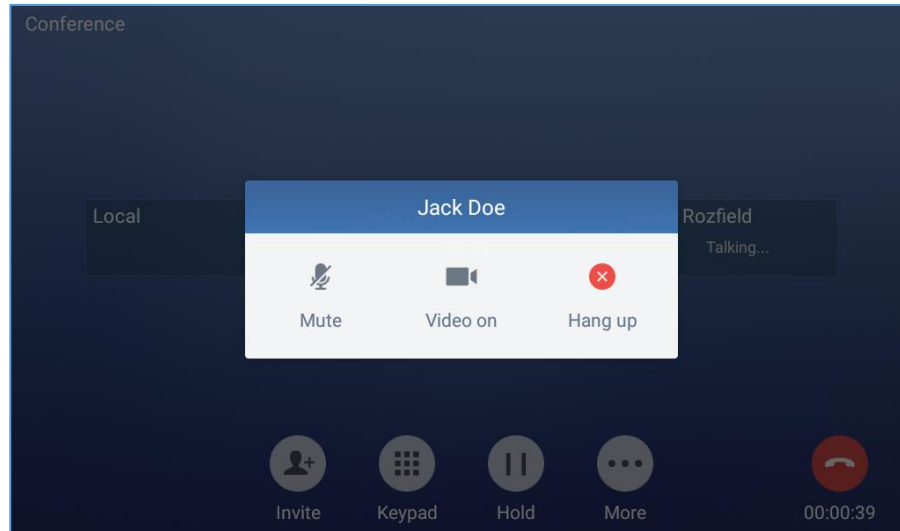 Conference
Jack Doe
Local
Rozfield
Talking...
Mute
Video on
Hang up
Invite
Keypad
Hold
More
00:00:39